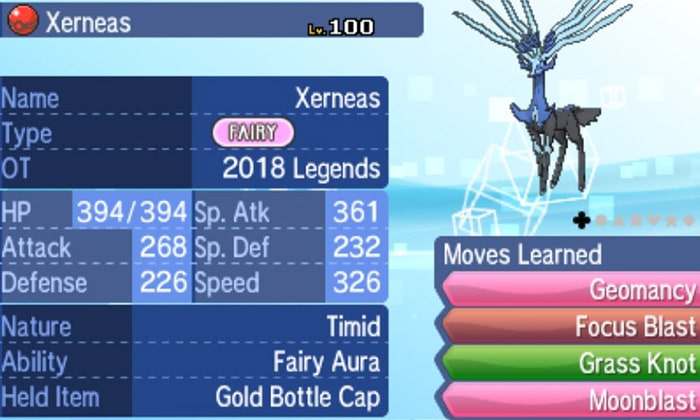 Xerneas Lv.100
Name Xerneas
Type FAIRY
OT 2018 Legends
HP 394/394 Sp. Atk 361
Attack 268 Sp. Def 232
Defense 226 Speed 326
Nature Timid
Ability Fairy Aura
Held Item Gold Bottle Cap
Moves Learned
Geomancy
Focus Blast
Grass Knot
Moonblast